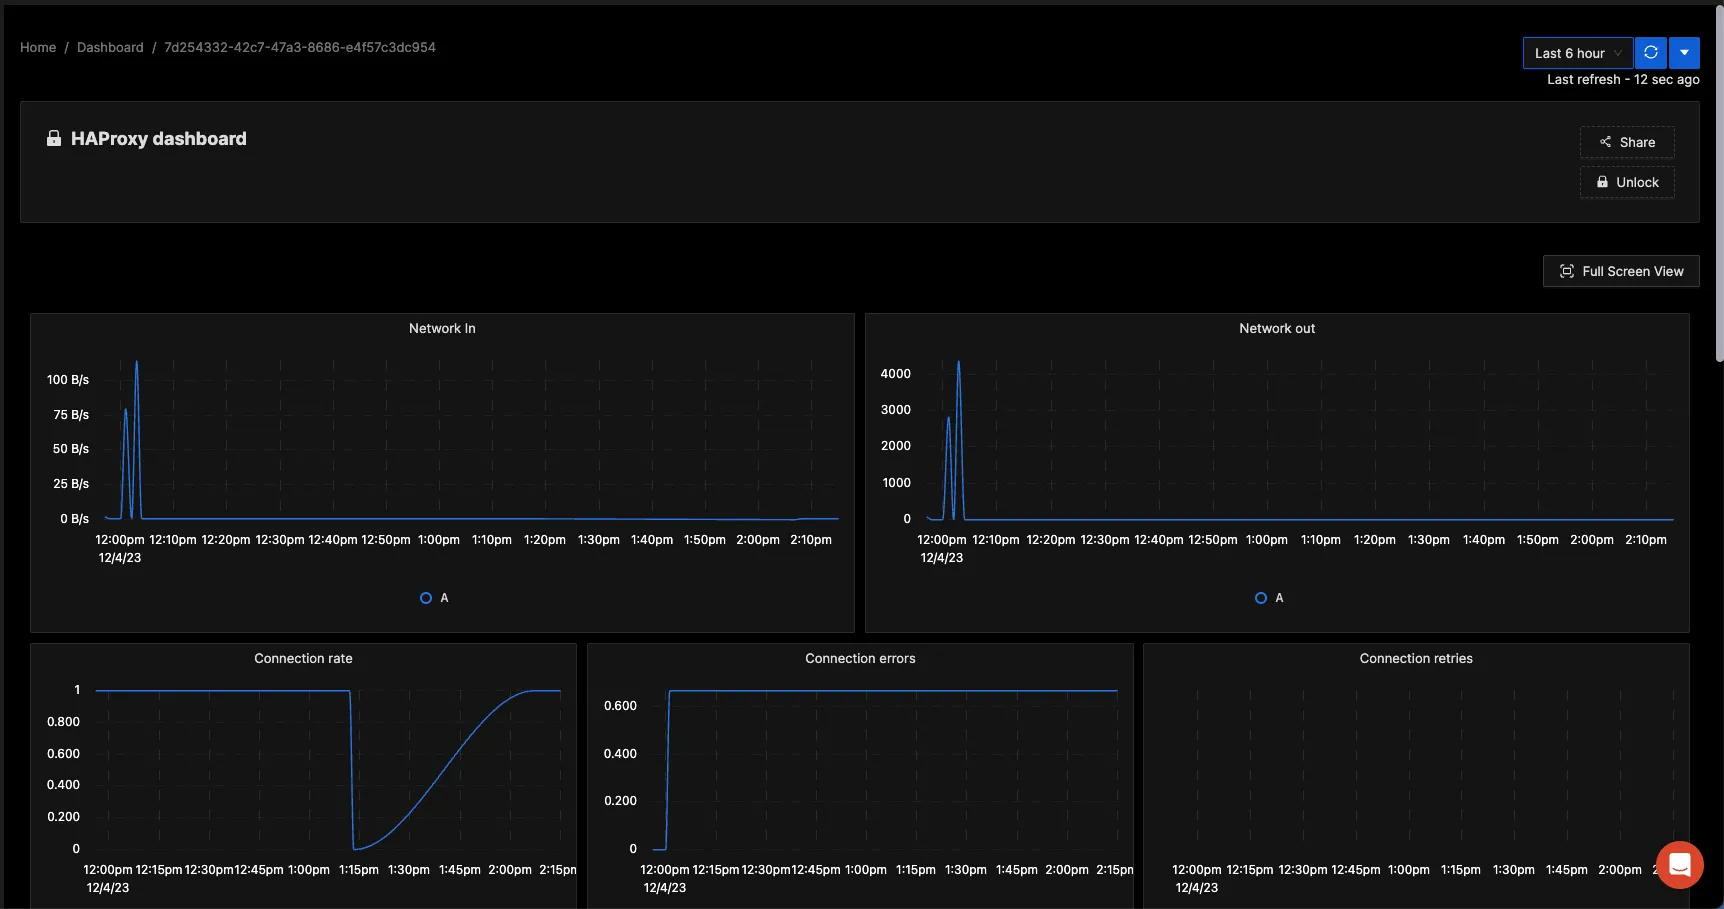 Home / Dashboard / 7d254332-42c7-47a3-8686-e4f57c3dc954
Last 6 hour
Last refresh - 12 sec ago
HAProxy dashboard
Share
Unlock
Full Screen View
Network In
100 B/s
75 B/s
50 B/s
25 B/s
0 B/s
12:00pm 12:10pm 12:20pm 12:30pm 12:40pm 12:50pm 1:00pm 1:10pm 1:20pm 1:30pm 1:40pm 1:50pm 2:00pm 2:10pm
12/4/23
A
Network out
4000
3000
2000
1000
0
12:00pm 12:10pm 12:20pm 12:30pm 12:40pm 12:50pm 1:00pm 1:10pm 1:20pm 1:30pm 1:40pm 1:50pm 2:00pm 2:10pm
12/4/23
A
Connection rate
1
0.800
0.600
0.400
0.200
0
12:00pm 12:15pm 12:30pm 12:45pm 1:00pm 1:15pm 1:30pm 1:45pm 2:00pm 2:15pm
12/4/23
Connection errors
0.600
0.400
0.200
0
12:00pm 12:15pm 12:30pm 12:45pm 1:00pm 1:15pm 1:30pm 1:45pm 2:00pm 2:15pm
12/4/23
Connection retries
12:00pm 12:15pm 12:30pm 12:45pm 1:00pm 1:15pm 1:30pm 1:45pm 2:00pm
12/4/23